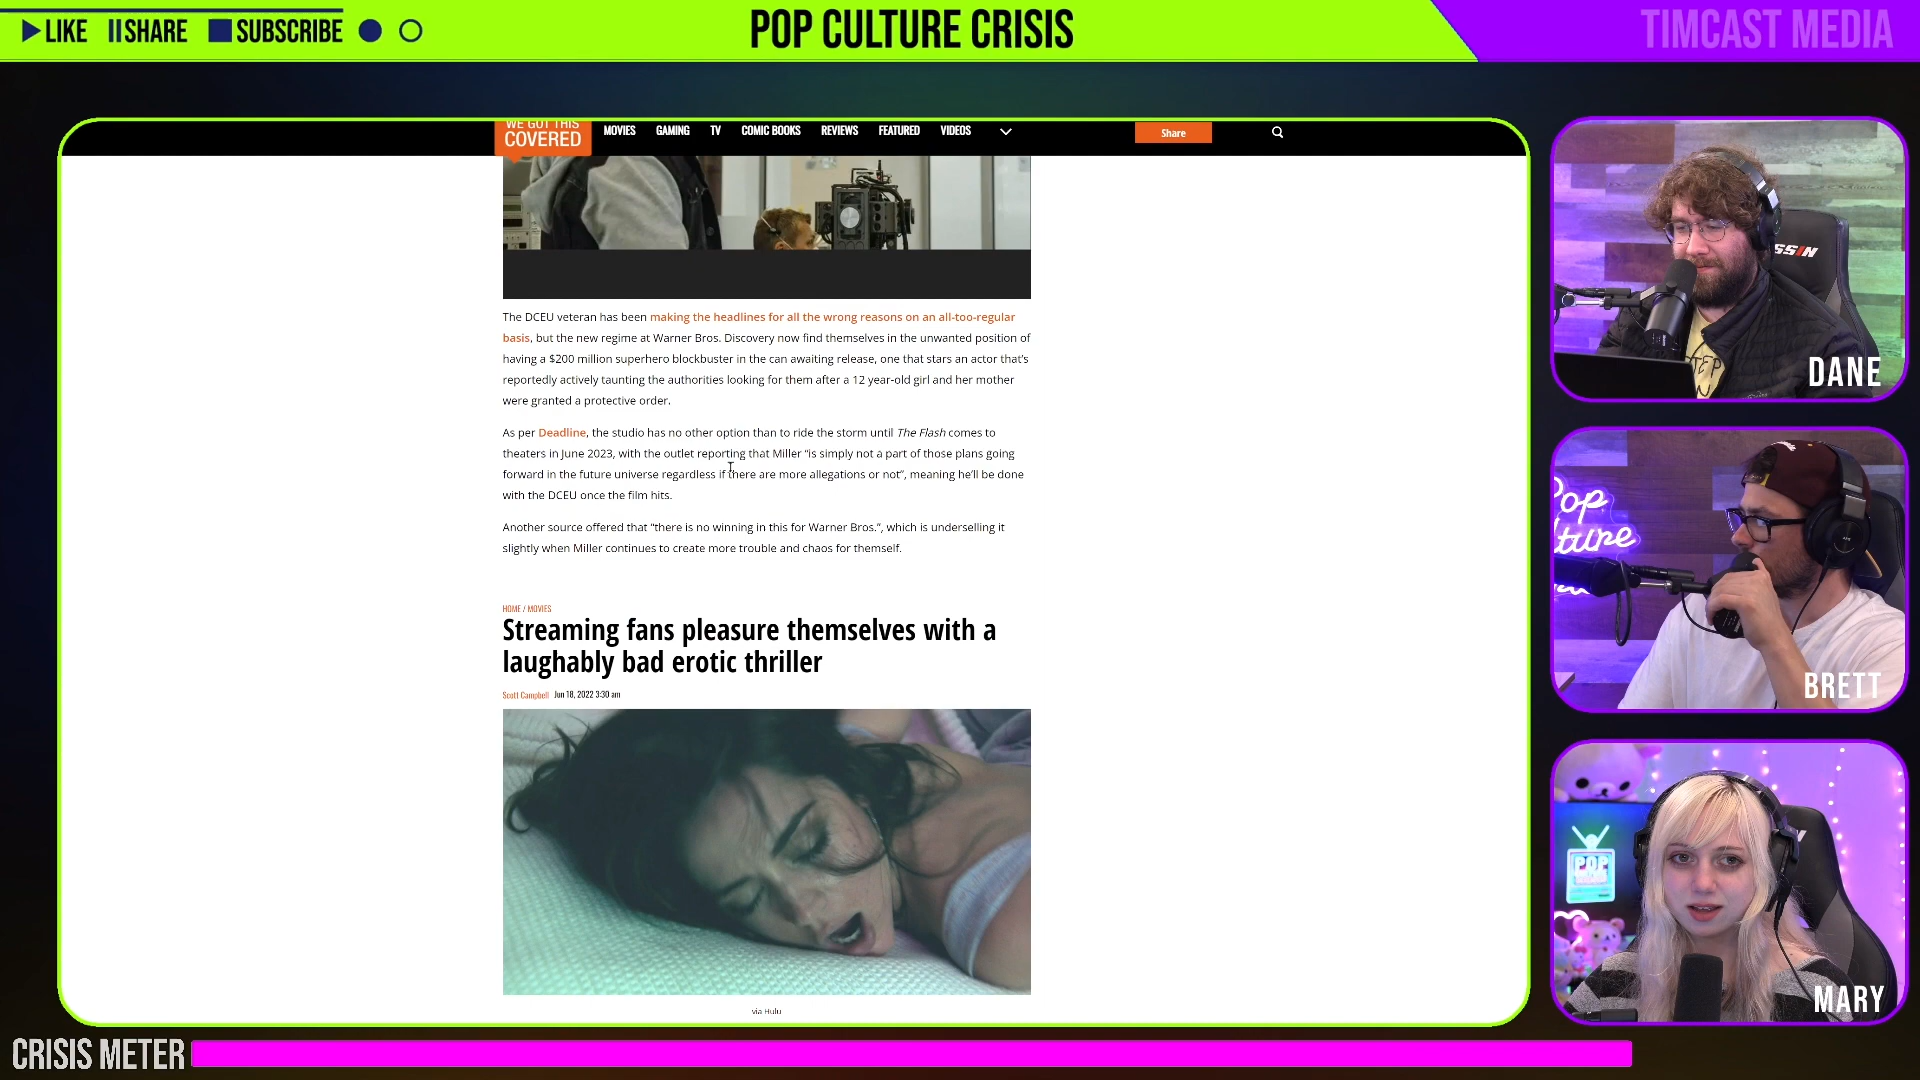 LIKE SHARE SUBSCRIBE
POP CULTURE CRISIS
TIMCAST MEDIA
WE GOT THIS
COVERED
MOVIES GAMING TV COMIC BOOKS REVIEWS FEATURED VIDEOS
Share
The DCEU veteran has been making the headlines for all the wrong reasons on an all-too-regular
basis, but the new regime at Warner Bros. Discovery now find themselves in the unwanted position of
having a $200 million superhero blockbuster in the can awaiting release, one that stars an actor that's
reportedly actively taunting the authorities looking for them after a 12 year-old girl and her mother
were granted a protective order.
As per Deadline, the studio has no other option than to ride the storm until The Flash comes to
theaters in June 2023, with the outlet reporting that Miller “is simply not a part of those plans going
forward in the future universe regardless if there are more allegations or not”, meaning he'll be done
with the DCEU once the film hits.
Another source offered that “there is no winning in this for Warner Bros.”, which is underselling it
slightly when Miller continues to create more trouble and chaos for themself.
HOME / MOVIES
Streaming fans pleasure themselves with a
laughably bad erotic thriller
Scott Campbell Jun 18, 2022 3:30 am
via Hulu
SSIN
DANE
Pop
lture
BRETT
POP
MARY
CRISIS METER